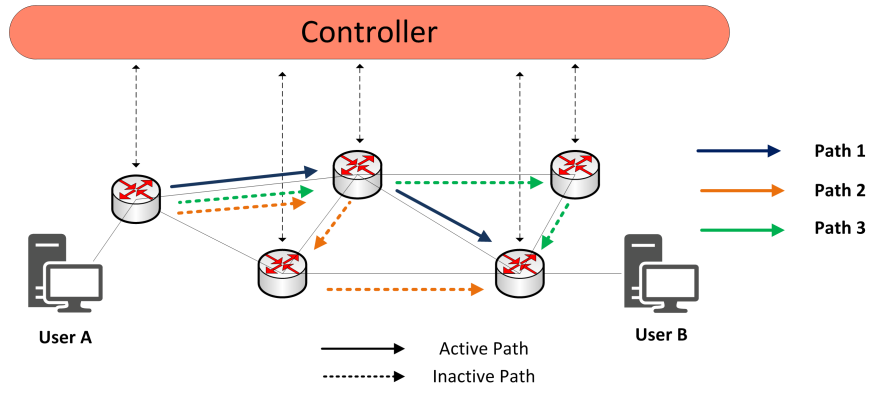 Controller
Path 1
Path 2
Path 3
User A
User B
Active Path
Inactive Path